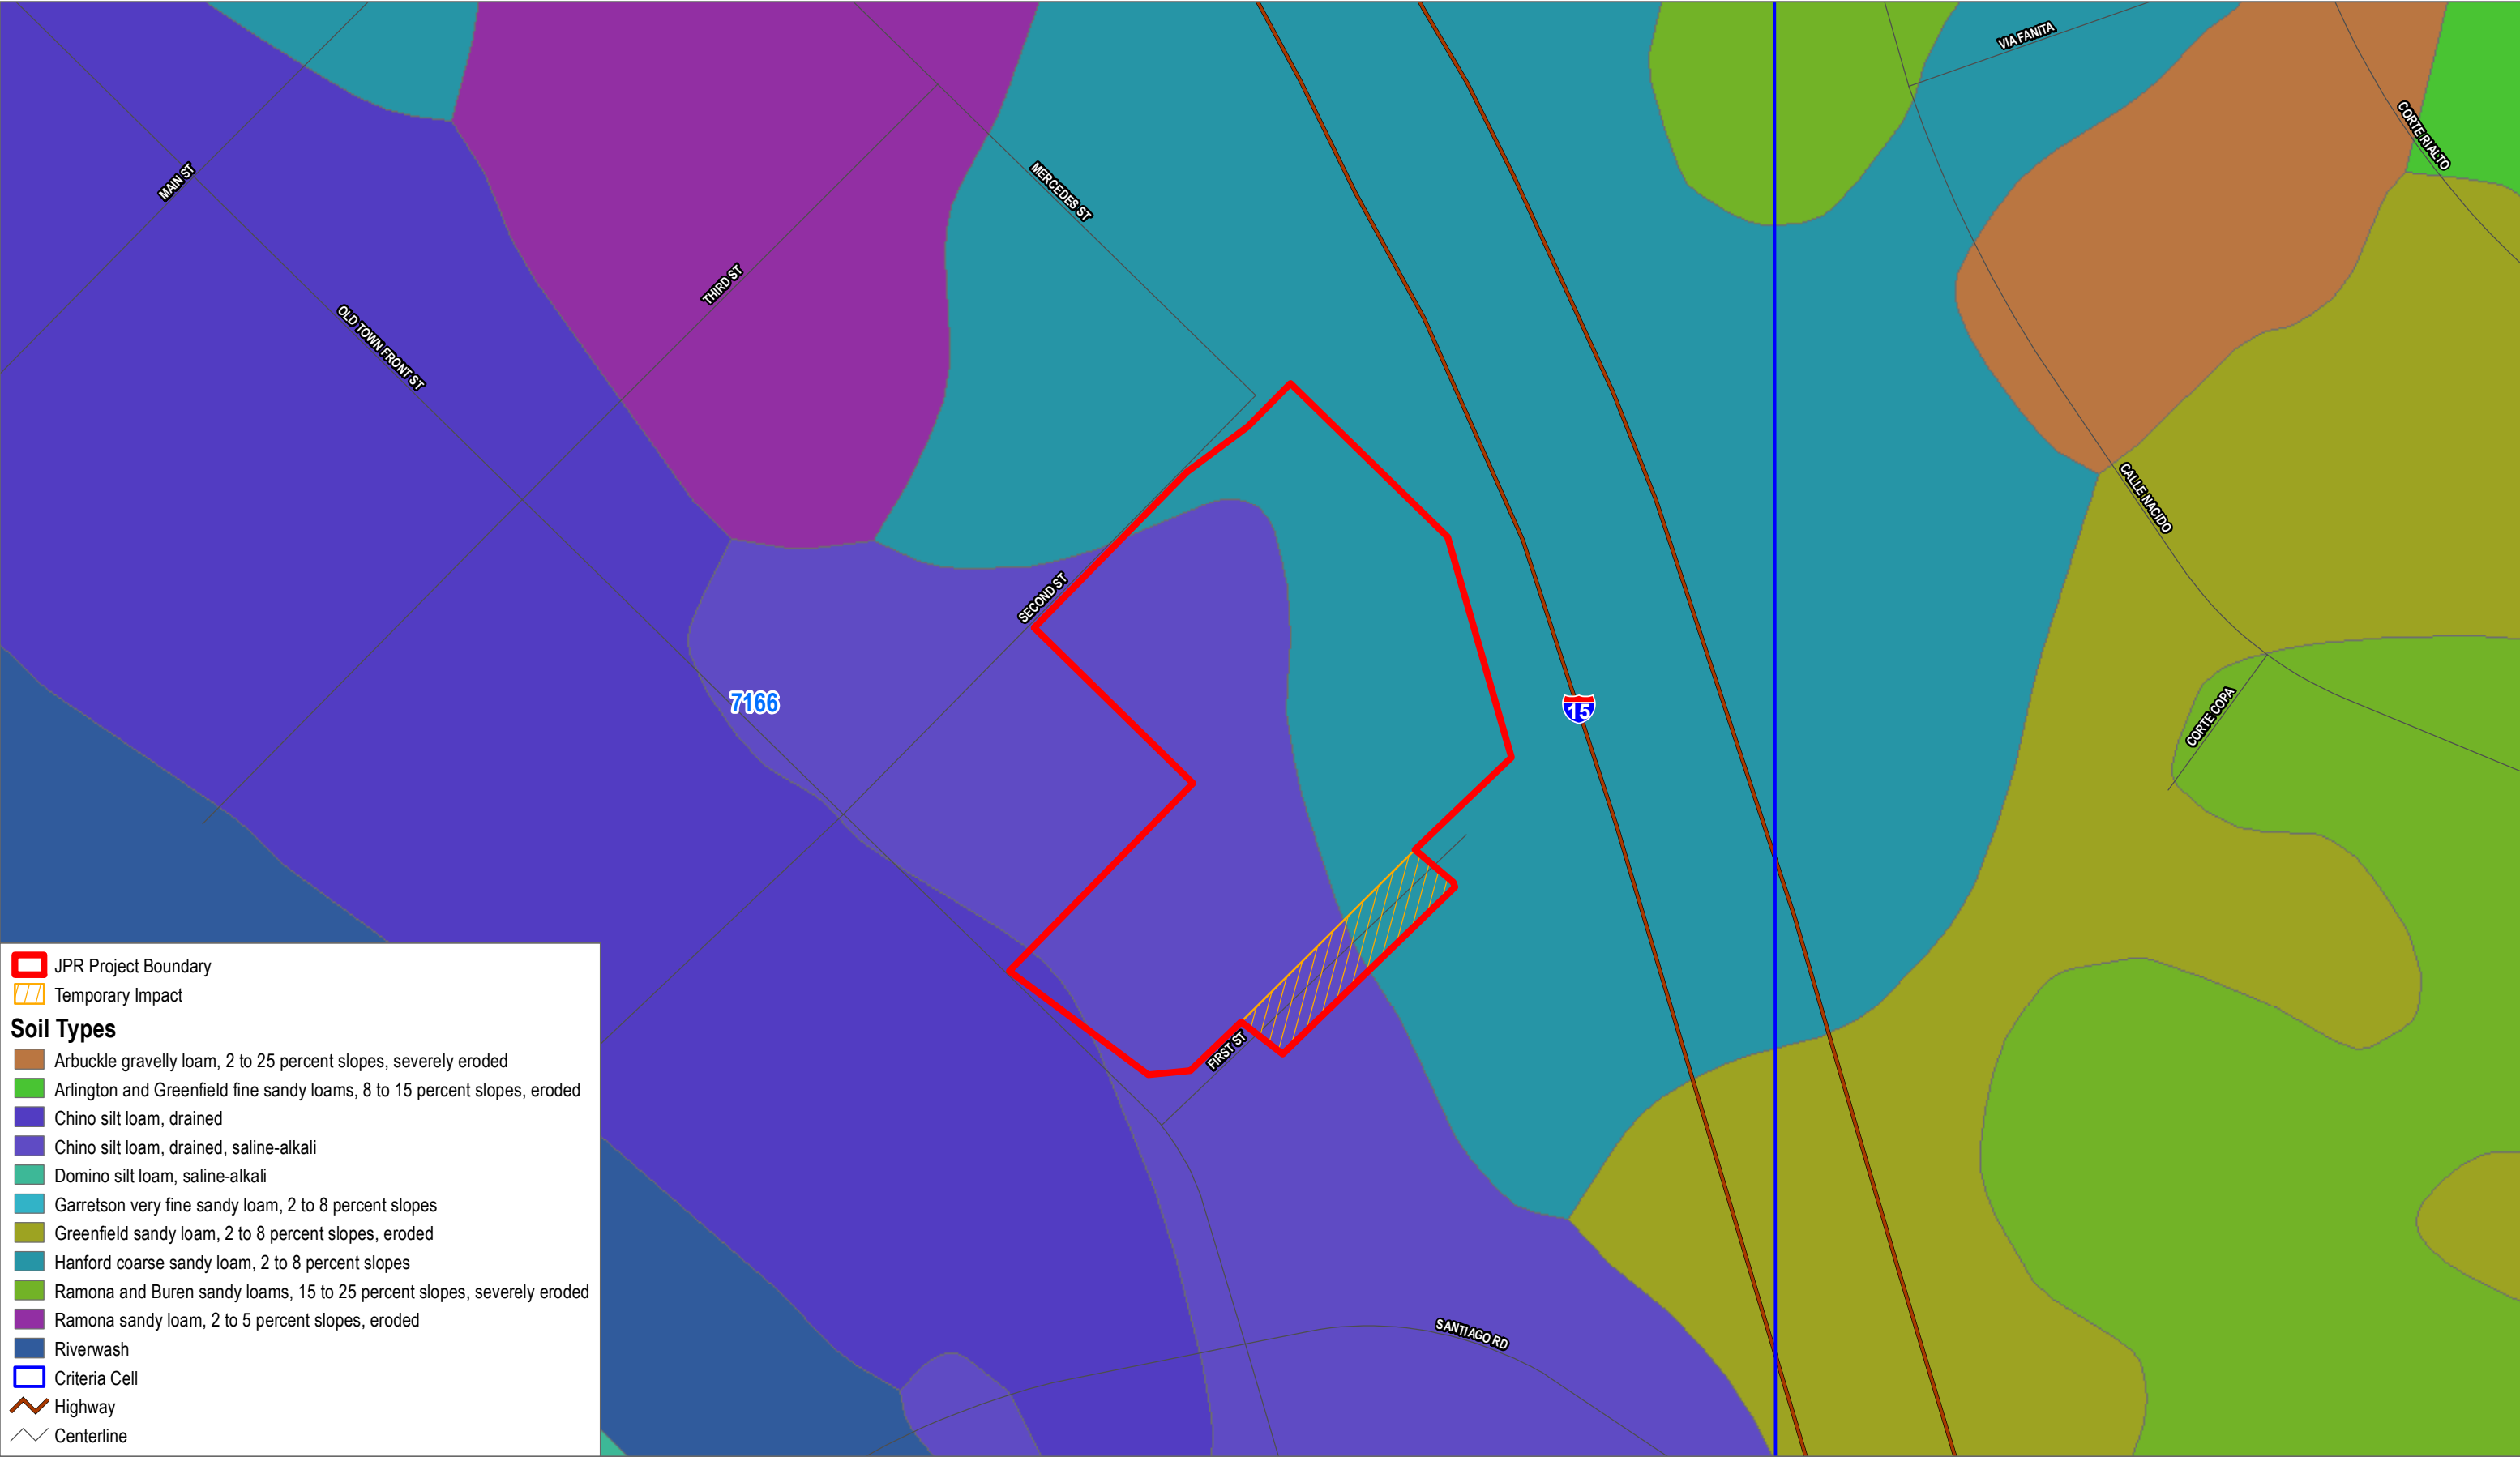 VIA FANITA
CORTE RIALTO
MAIN ST
MERCEDES ST
THIRD ST
OLD TOWN FRONT ST
CALLE NACIDO
SECOND ST
7166
15
CORTE COPA
FIRST ST
SANTIAGO RD
JPR Project Boundary
Temporary Impact
Soil Types
Arbuckle gravelly loam, 2 to 25 percent slopes, severely eroded
Arlington and Greenfield fine sandy loams, 8 to 15 percent slopes, eroded
Chino silt loam, drained
Chino silt loam, drained, saline-alkali
Domino silt loam, saline-alkali
Garretson very fine sandy loam, 2 to 8 percent slopes
Greenfield sandy loam, 2 to 8 percent slopes, eroded
Hanford coarse sandy loam, 2 to 8 percent slopes
Ramona and Buren sandy loams, 15 to 25 percent slopes, severely eroded
Ramona sandy loam, 2 to 5 percent slopes, eroded
Riverwash
Criteria Cell
Highway
Centerline